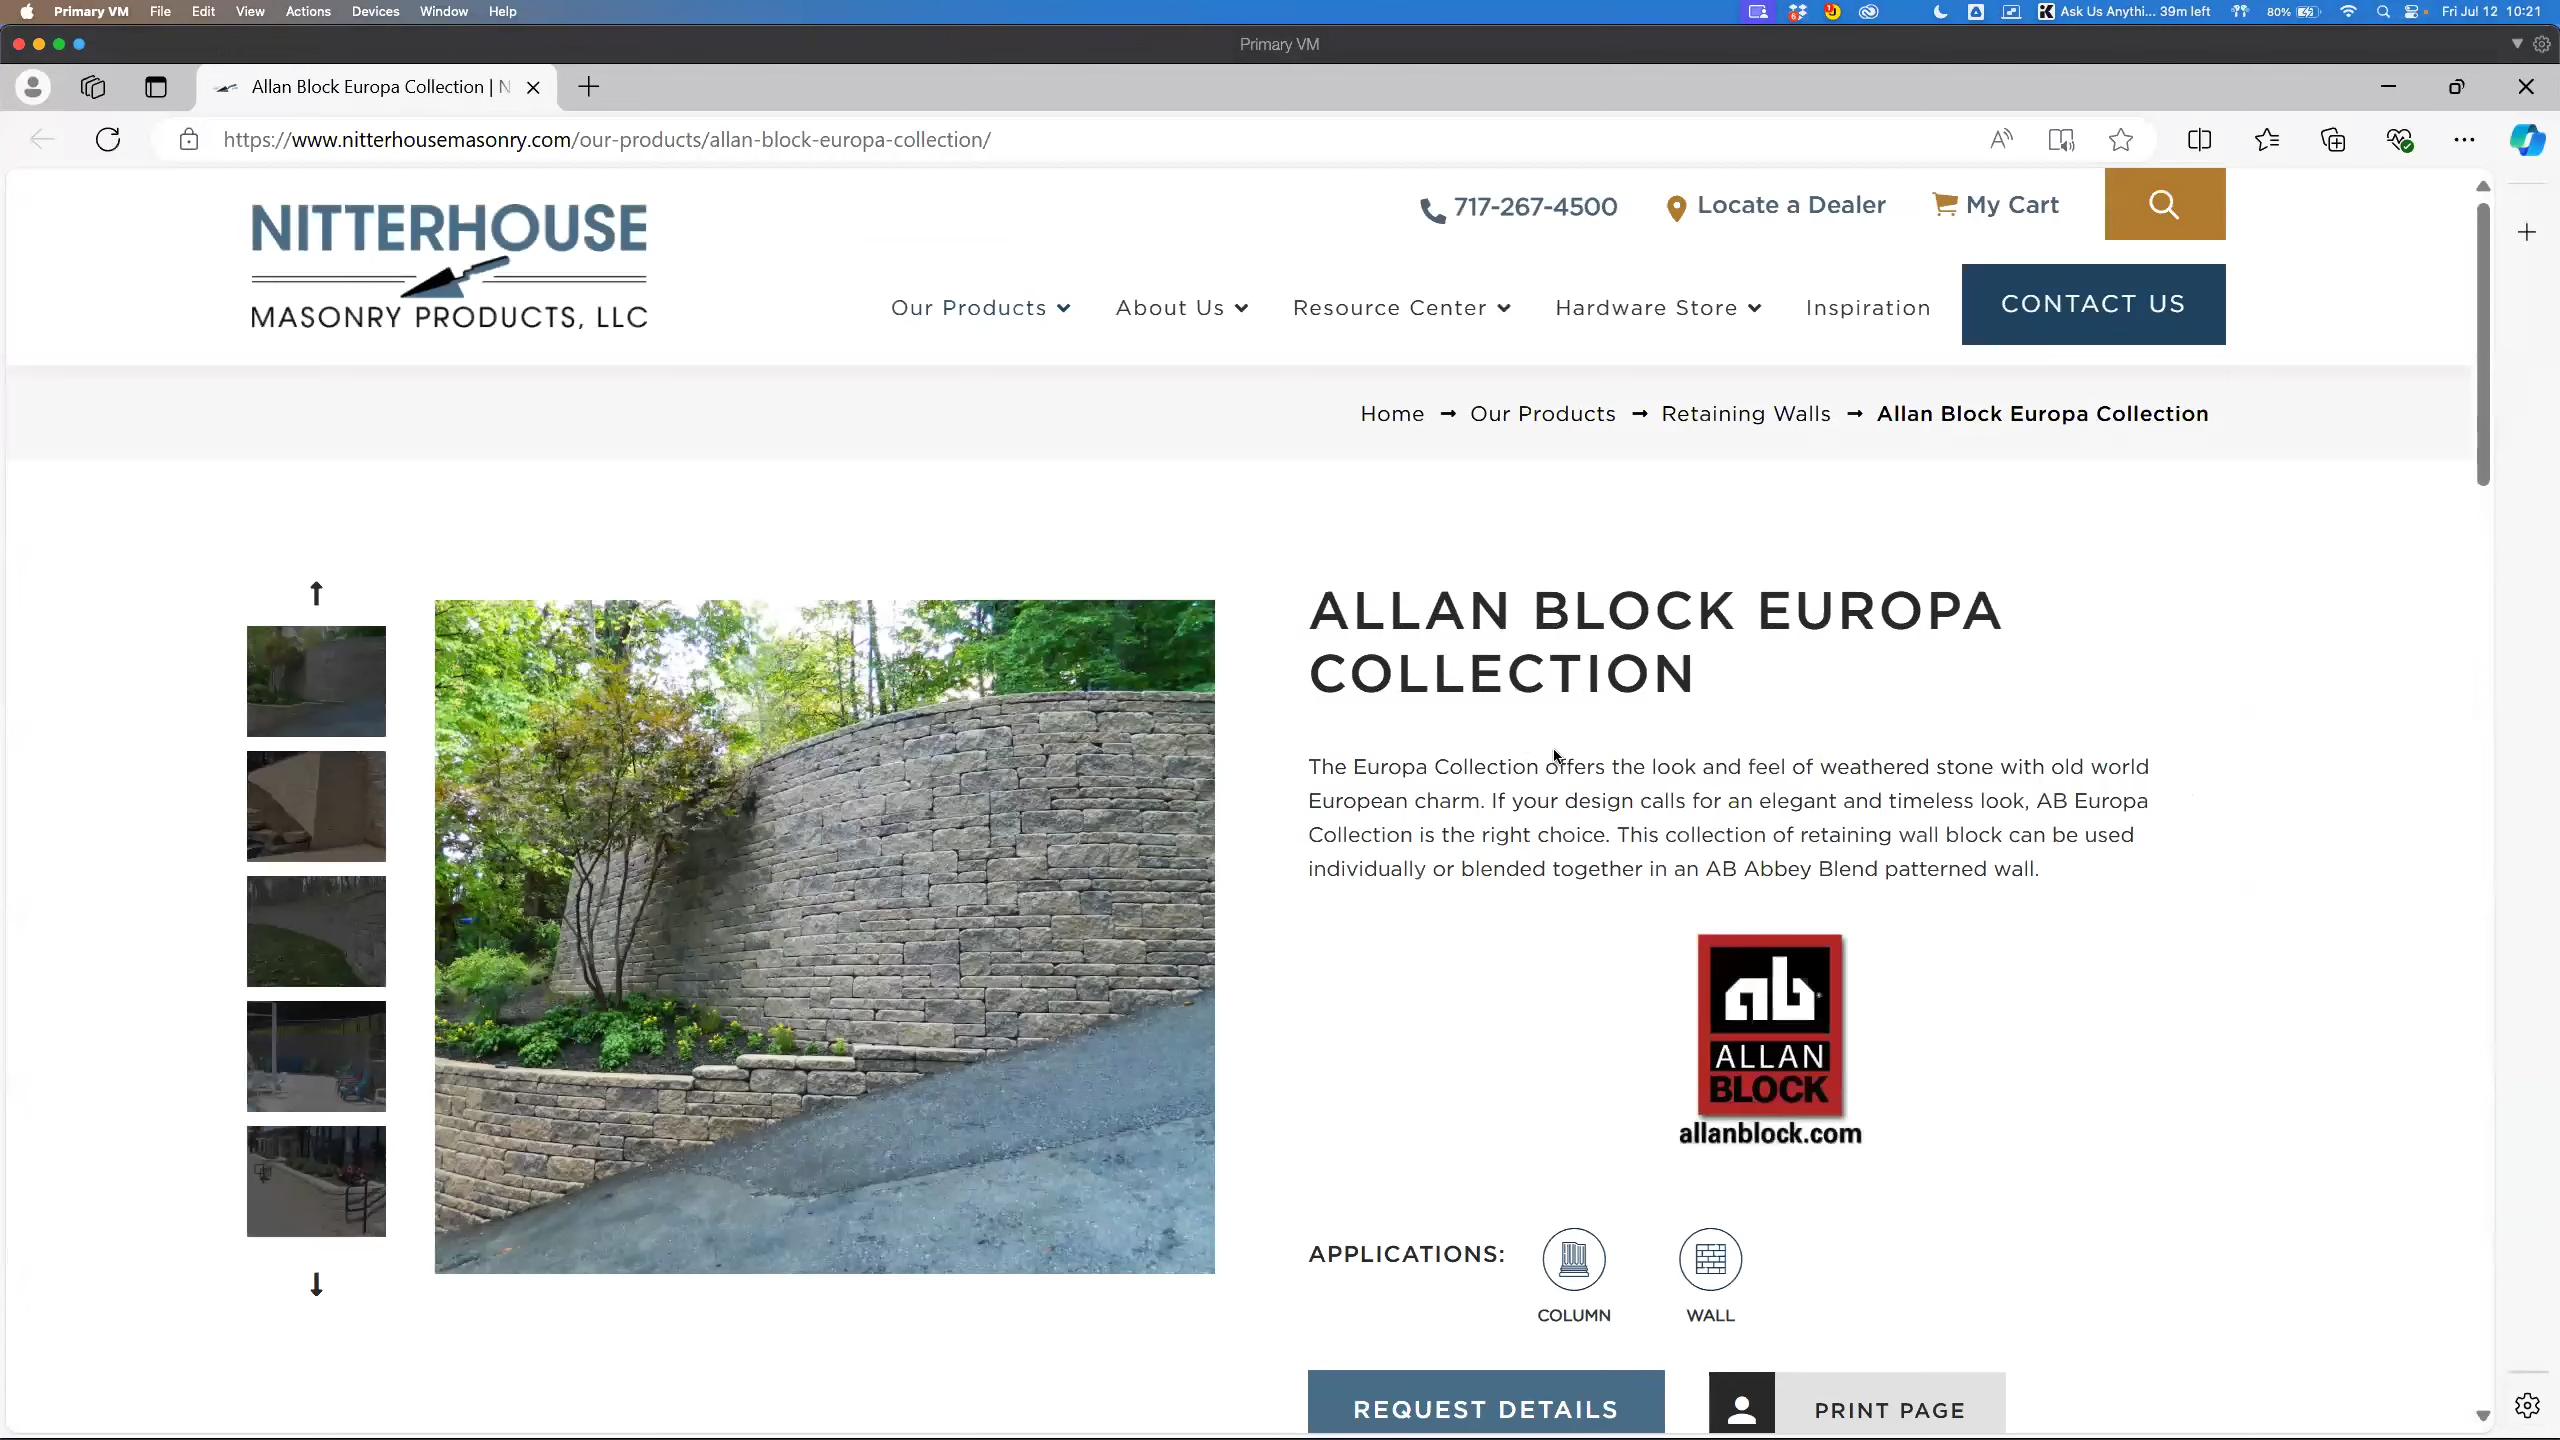 Primary VM File Edit View Actions Devices Window Help
Ask Us Anythi... 39m left 80% Fri Jul 12 10:21
Primary VM
Allan Block Europa Collection | N
https://www.nitterhousemasonry.com/our-products/allan-block-europa-collection/
NITTERHOUSE
MASONRY PRODUCTS, LLC
717-267-4500 Locate a Dealer My Cart
Our Products About Us Resource Center Hardware Store Inspiration CONTACT US
Home → Our Products → Retaining Walls → Allan Block Europa Collection
ALLAN BLOCK EUROPA
COLLECTION
The Europa Collection offers the look and feel of weathered stone with old world
European charm. If your design calls for an elegant and timeless look, AB Europa
Collection is the right choice. This collection of retaining wall block can be used
individually or blended together in an AB Abbey Blend patterned wall.
ab
ALLAN
BLOCK
allanblock.com
APPLICATIONS:
COLUMN WALL
REQUEST DETAILS PRINT PAGE